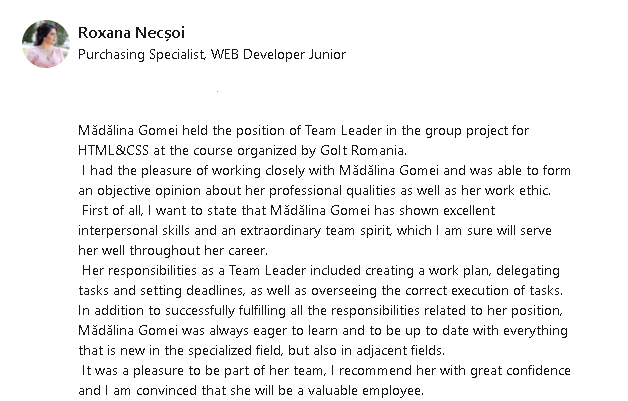 Roxana Necșoi
Purchasing Specialist, WEB Developer Junior
Mădălina Gomei held the position of Team Leader in the group project for
HTML&CSS at the course organized by GoIt Romania.
I had the pleasure of working closely with Mădălina Gomei and was able to form
an objective opinion about her professional qualities as well as her work ethic.
First of all, I want to state that Mădălina Gomei has shown excellent
interpersonal skills and an extraordinary team spirit, which I am sure will serve
her well throughout her career.
Her responsibilities as a Team Leader included creating a work plan, delegating
tasks and setting deadlines, as well as overseeing the correct execution of tasks.
In addition to successfully fulfilling all the responsibilities related to her position,
Mădălina Gomei was always eager to learn and to be up to date with everything
that is new in the specialized field, but also in adjacent fields.
It was a pleasure to be part of her team, I recommend her with great confidence
and I am convinced that she will be a valuable employee.